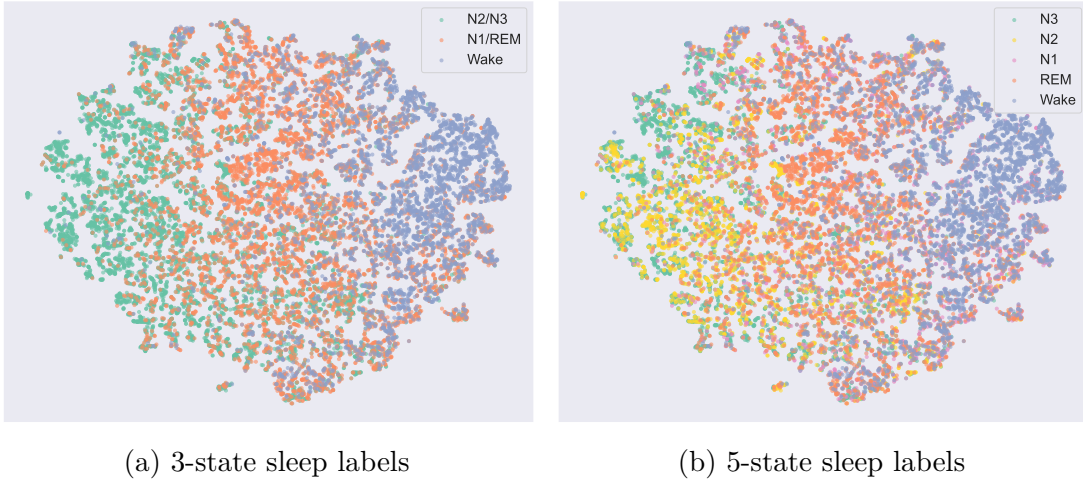 N2/N3
N1/REM
Wake
N3
N2
N1
REM
Wake
(a) 3-state sleep labels
(b) 5-state sleep labels